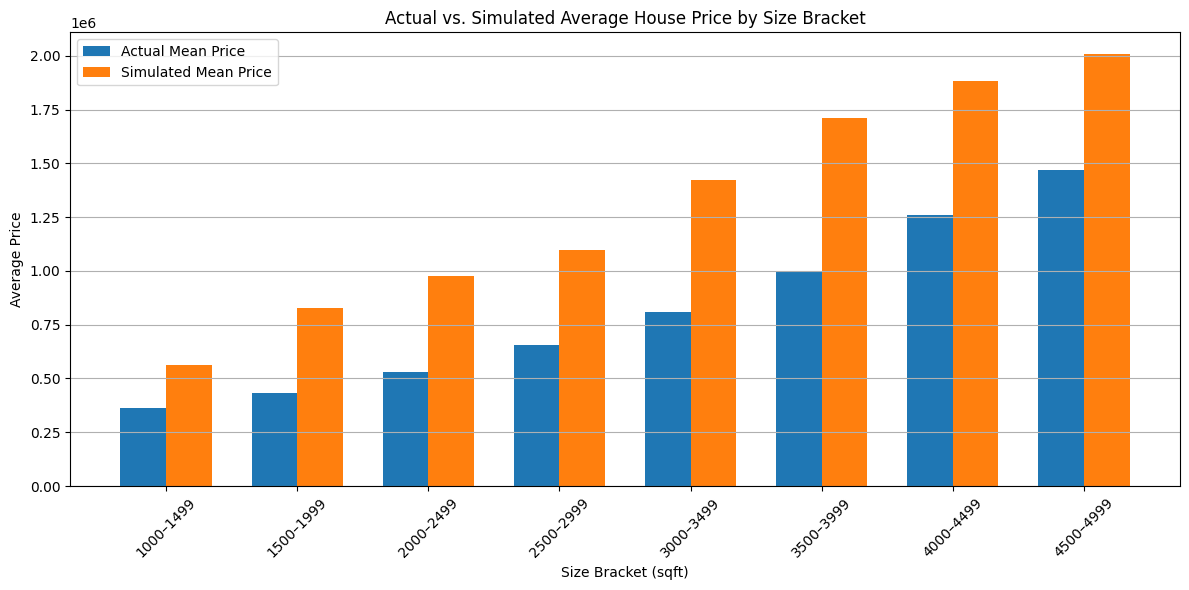 Actual vs. Simulated Average House Price by Size Bracket
1e6
Actual Mean Price
Simulated Mean Price
2.00
1.75
1.50
1.25
1.00
0.75
0.50
0.25
0.00
Average Price
1000–1499
1500–1999
2000–2499
2500–2999
3000–3499
3500–3999
4000–4499
4500–4999
Size Bracket (sqft)